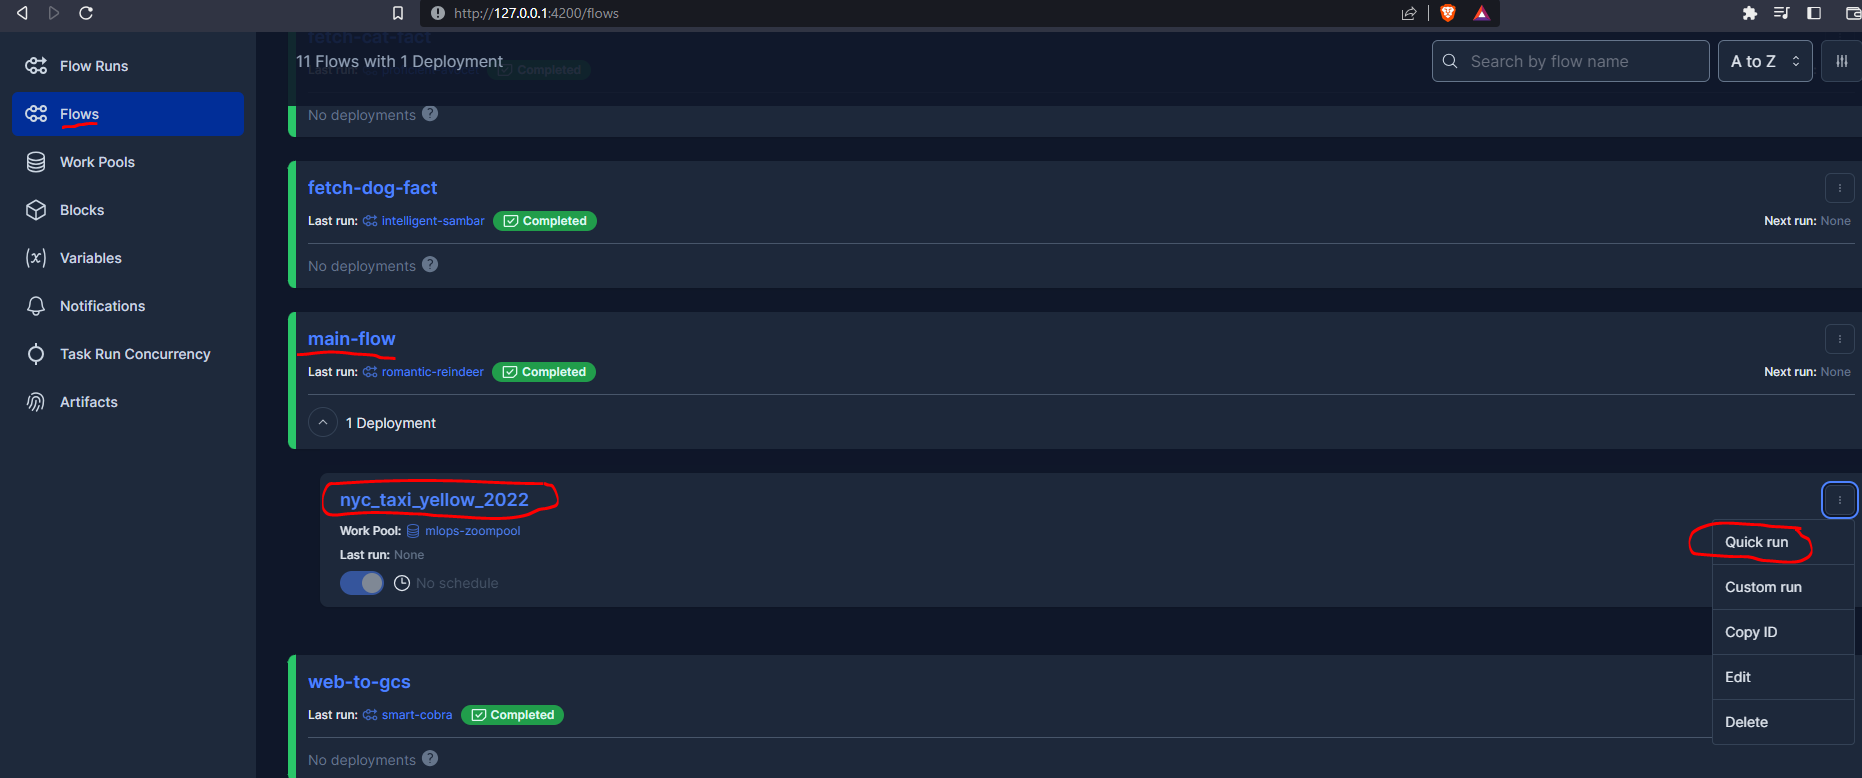 http://127.0.0.1:4200/flows
Flow Runs
Flows
Work Pools
Blocks
Variables
Notifications
Task Run Concurrency
Artifacts
fetch-cat-fact
11 Flows with 1 Deployment
Completed
Search by flow name
A to Z
No deployments ?
fetch-dog-fact
Last run: intelligent-sambar Completed
Next run: None
No deployments ?
main-flow
Last run: romantic-reindeer Completed
Next run: None
1 Deployment
nyc_taxi_yellow_2022
Work Pool: mlops-zoompool
Last run: None
No schedule
Quick run
Custom run
Copy ID
Edit
Delete
web-to-gcs
Last run: smart-cobra Completed
No deployments ?